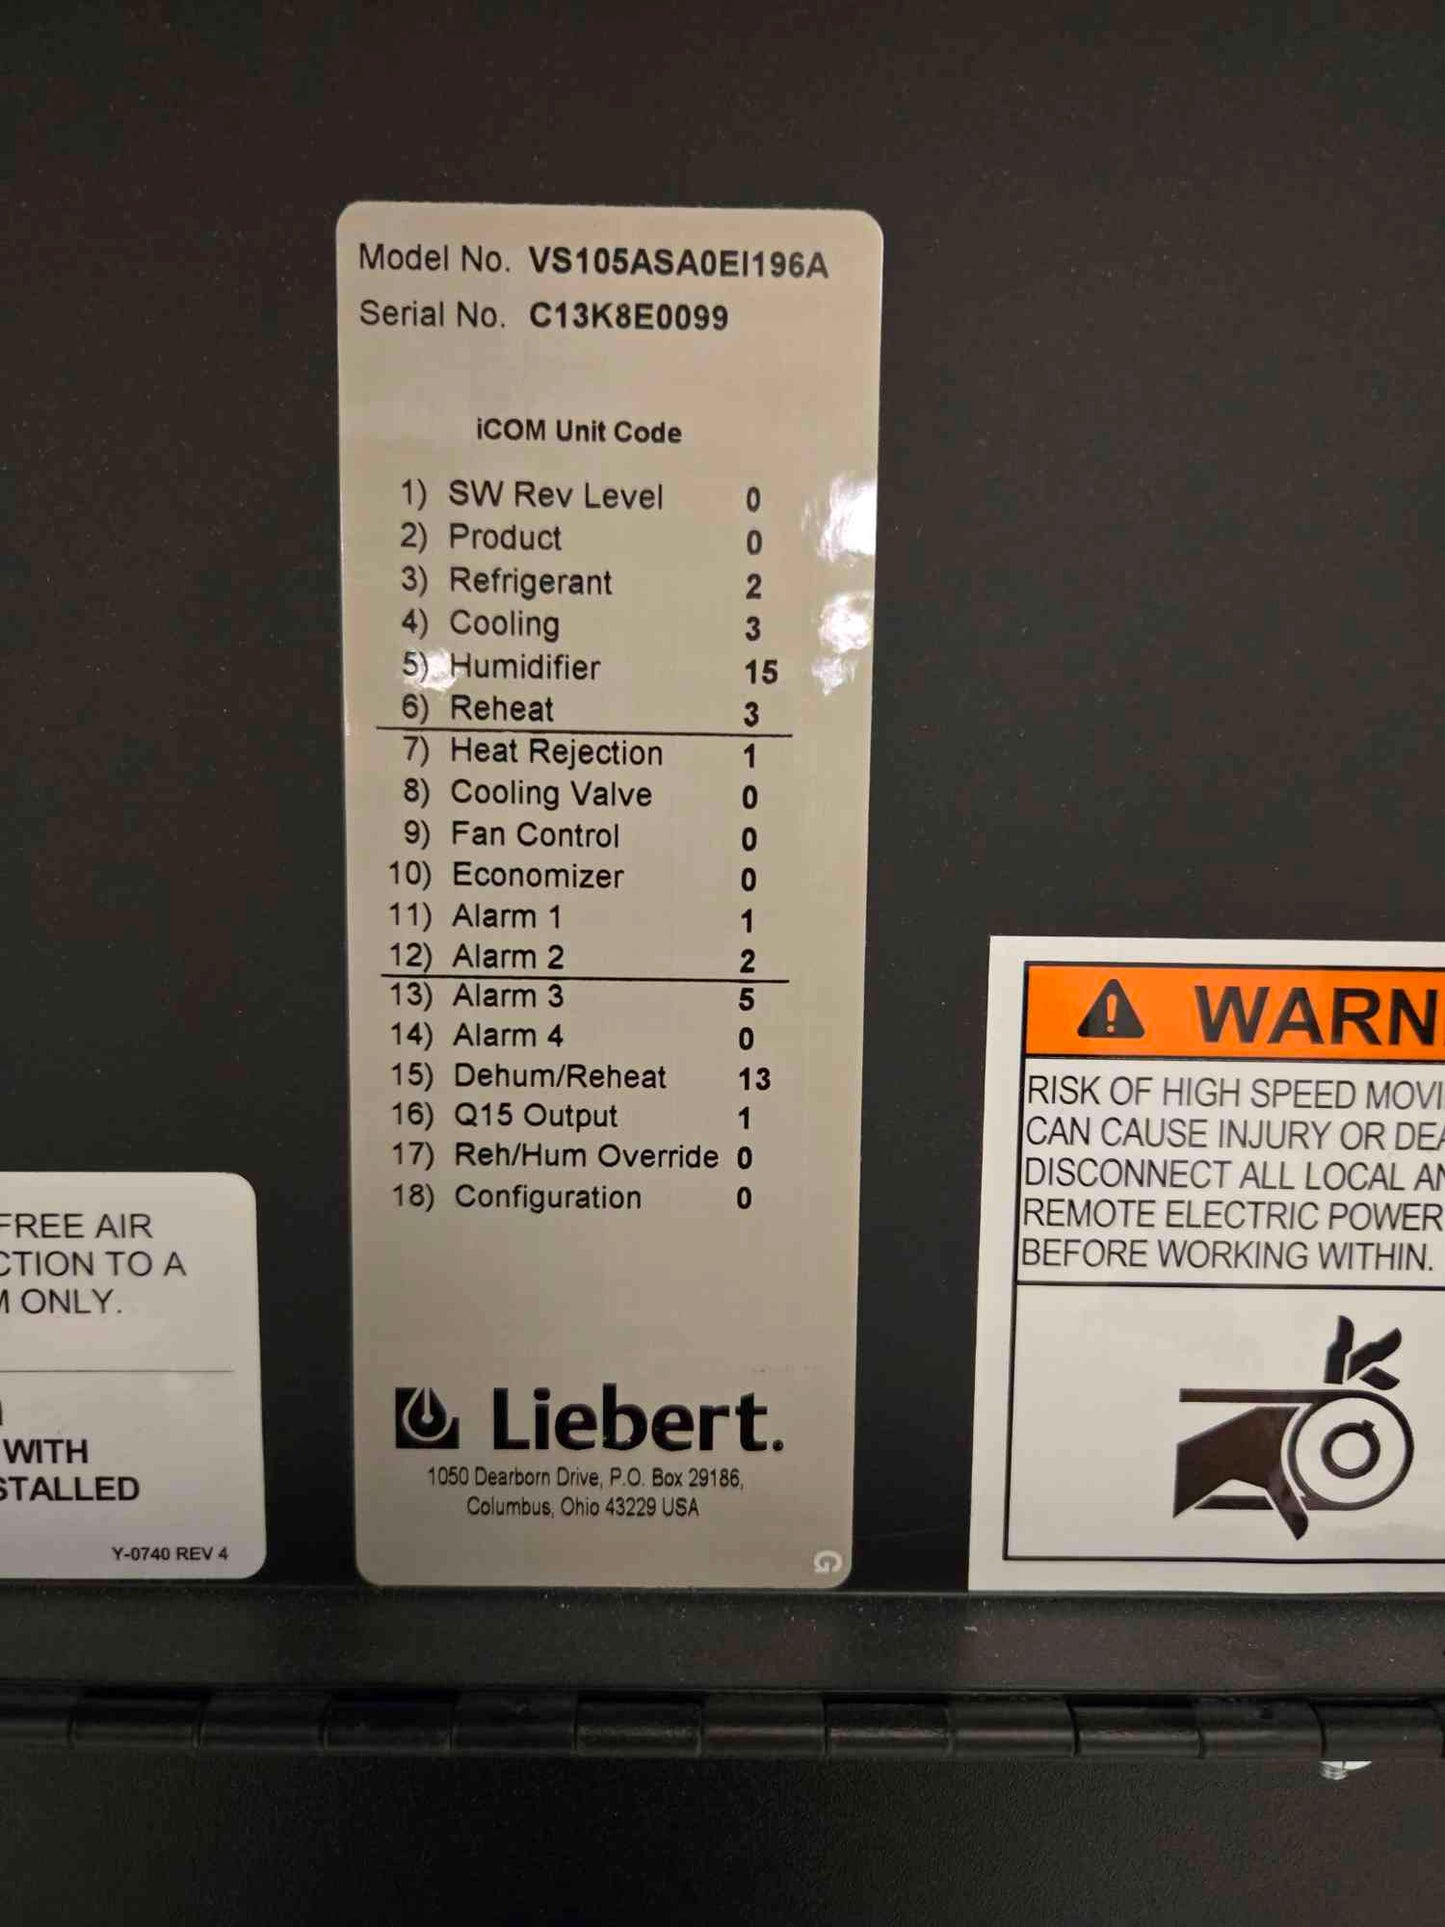 Model No. VS105ASA0EI196A
Serial No. C13K8E0099
iCOM Unit Code
1) SW Rev Level 0
2) Product 0
3) Refrigerant 2
4) Cooling 3
5) Humidifier 15
6) Reheat 3
7) Heat Rejection 1
8) Cooling Valve 0
9) Fan Control 0
10) Economizer 0
11) Alarm 1 1
12) Alarm 2 2
13) Alarm 3 5
14) Alarm 4 0
15) Dehum/Reheat 13
16) Q15 Output 1
17) Reh/Hum Override 0
18) Configuration 0
Liebert.
1050 Dearborn Drive, P.O. Box 29186,
Columbus, Ohio 43229 USA
G
FREE AIR
CTION TO A
M ONLY.
WITH
STALLED
Y-0740 REV 4
WARN
RISK OF HIGH SPEED MOVI
CAN CAUSE INJURY OR DEA
DISCONNECT ALL LOCAL AN
REMOTE ELECTRIC POWER
BEFORE WORKING WITHIN.